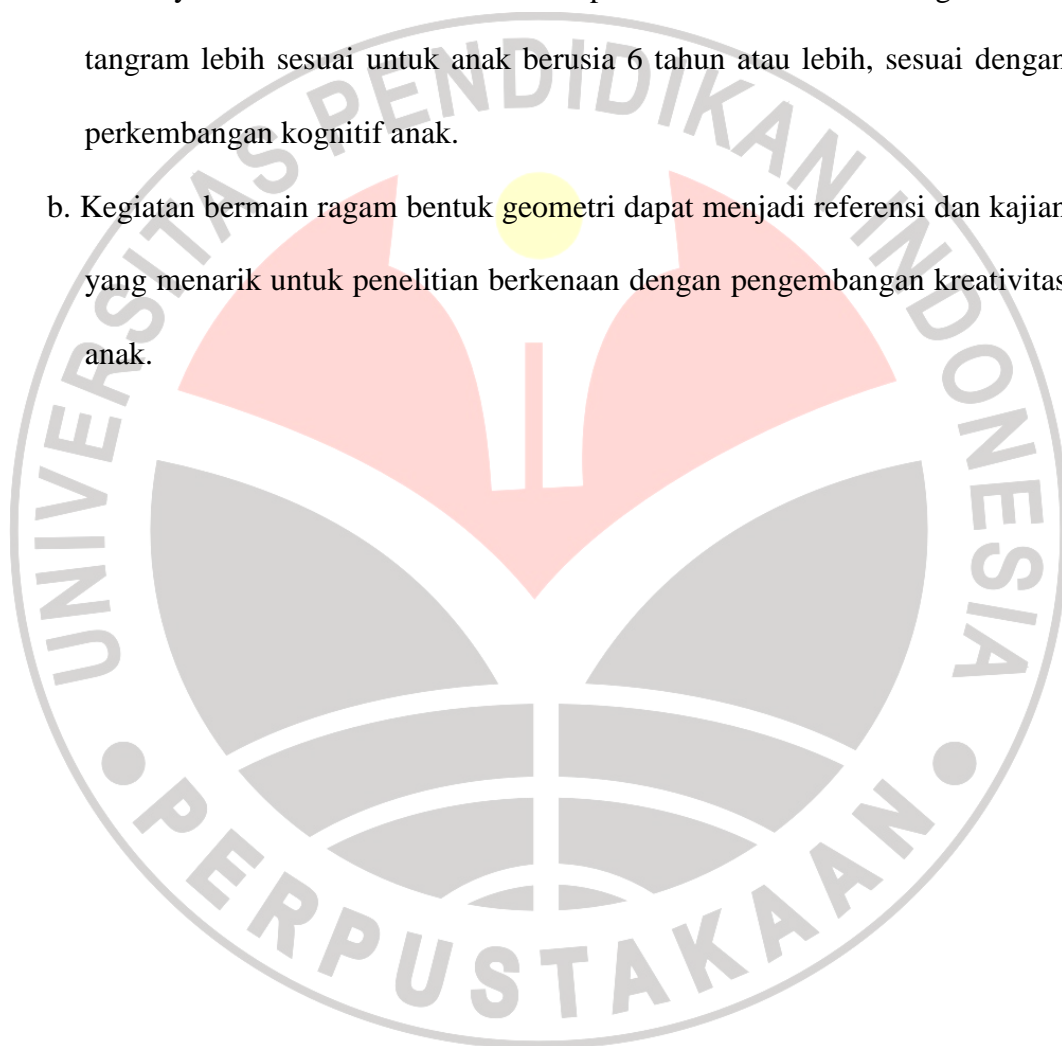 tangram lebih sesuai untuk anak berusia 6 tahun atau lebih, sesuai dengan
perkembangan kognitif anak.
b. Kegiatan bermain ragam bentuk geometri dapat menjadi referensi dan kajian
yang menarik untuk penelitian berkenaan dengan pengembangan kreativitas
anak.
UNIVERSITAS PENDIDIKAN INDONESIA
PERPUSTAKAAN